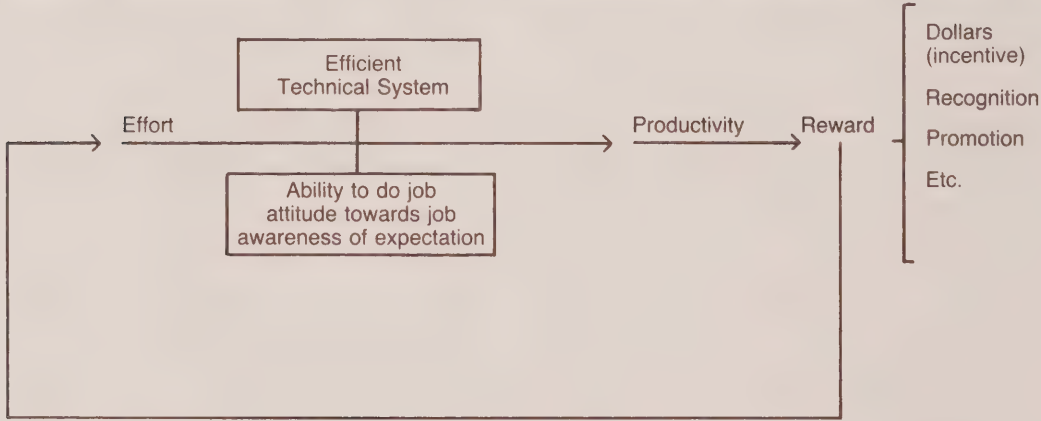 Efficient
Technical System
Effort
Productivity
Reward
Ability to do job
attitude towards job
awareness of expectation
Dollars
(incentive)
Recognition
Promotion
Etc.